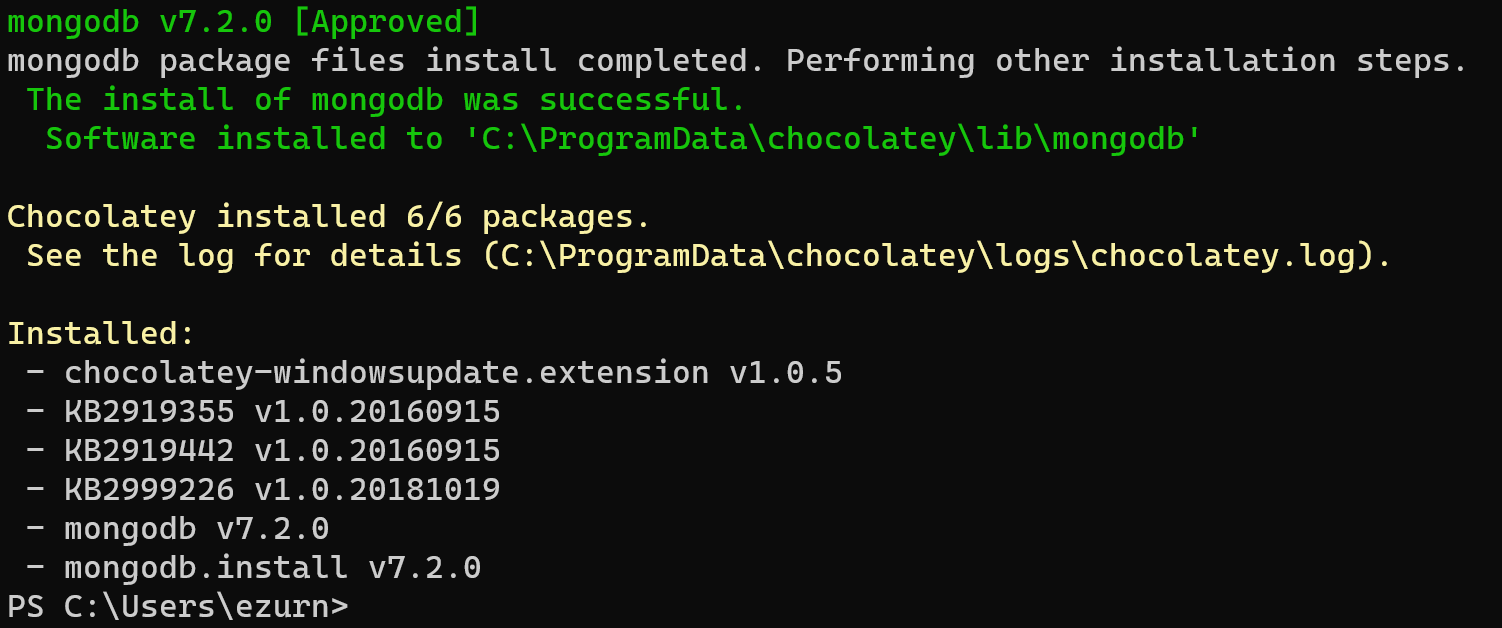 mongodb v7.2.0 [Approved]
mongodb package files install completed. Performing other installation steps.
The install of mongodb was successful.
Software installed to 'C:\ProgramData\chocolatey\lib\mongodb'
Chocolatey installed 6/6 packages.
See the log for details (C:\ProgramData\chocolatey\logs\chocolatey.log).
Installed:
- chocolatey-windowsupdate.extension v1.0.5
- KB2919355 v1.0.20160915
- KB2919442 v1.0.20160915
- KB2999226 v1.0.20181019
- mongodb v7.2.0
- mongodb.install v7.2.0
PS C:\Users\ezurn>